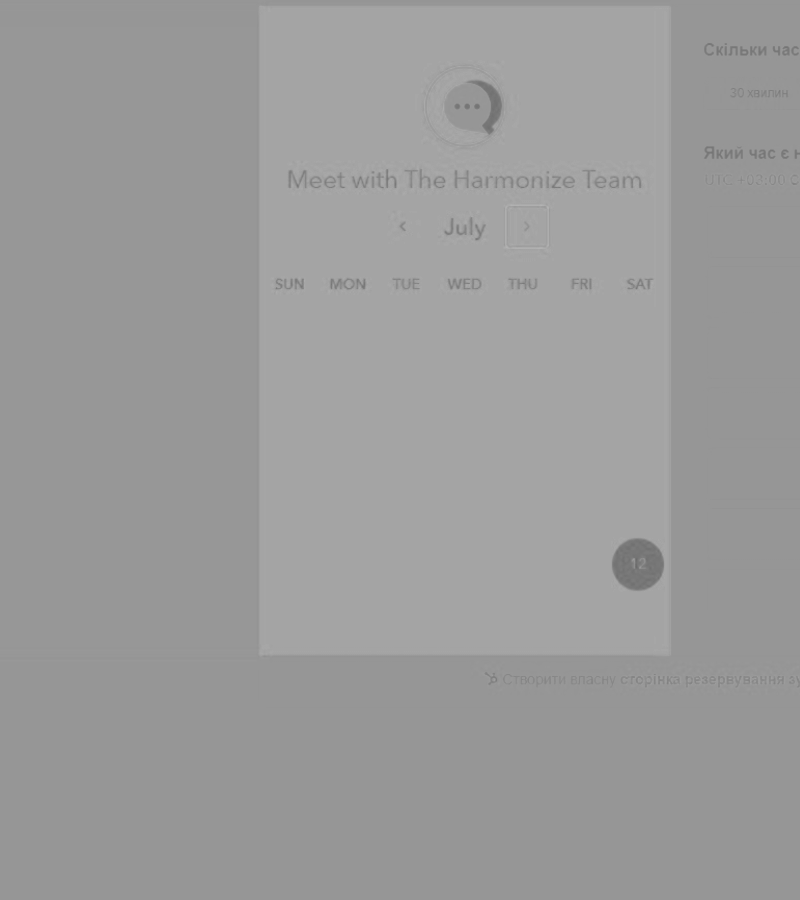 Meet with The Harmonize Team
July
SUN MON TUE WED THU FRI SAT
12
Скільки час
30 хвилин
Який час є н
UTC +02:00 С
Створити власну сторінка резервування зу